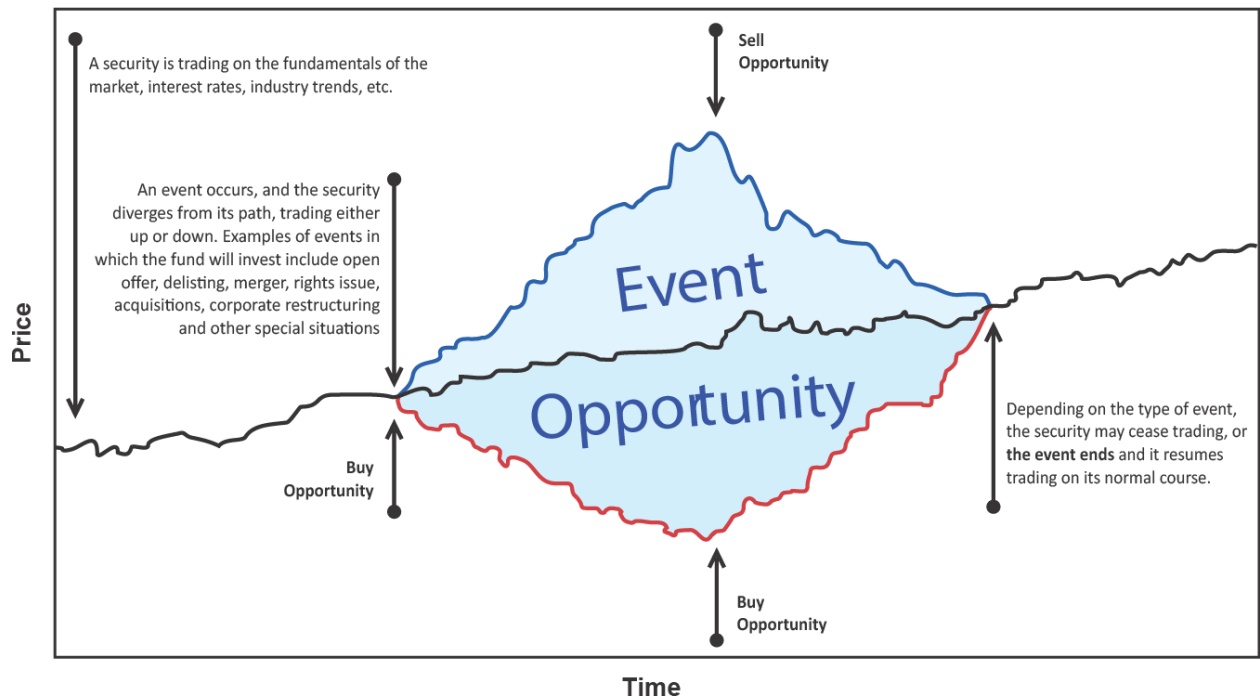 A security is trading on the fundamentals of the
market, interest rates, industry trends, etc.
Sell
Opportunity
An event occurs, and the security
diverges from its path, trading either
up or down. Examples of events in
which the fund will invest include open
offer, delisting, merger, rights issue,
acquisitions, corporate restructuring
and other special situations
Event
Opportunity
Price
Buy
Opportunity
Depending on the type of event,
the security may cease trading, or
the event ends and it resumes
trading on its normal course.
Buy
Opportunity
Time